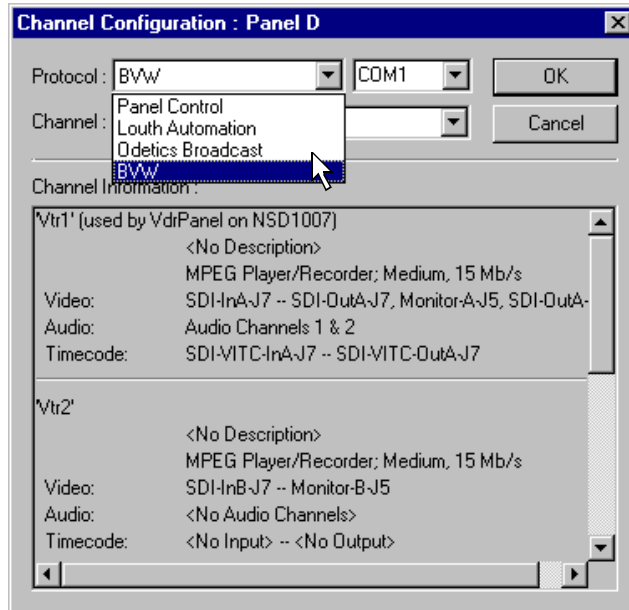 Channel Configuration : Panel D
Protocol : BVW COM1 OK
Panel Control
Louth Automation
Odetics Broadcast
BVW
Channel : Cancel
Channel Information :
'Vtr1' (used by VdrPanel on NSD1007)
<No Description>
MPEG Player/Recorder; Medium, 15 Mb/s
Video: SDI-InA-J7 -- SDI-OutA-J7, Monitor-A-J5, SDI-OutA-
Audio: Audio Channels 1 & 2
Timecode: SDI-VITC-InA-J7 -- SDI-VITC-OutA-J7
'Vtr2'
<No Description>
MPEG Player/Recorder; Medium, 15 Mb/s
Video: SDI-InB-J7 -- Monitor-B-J5
Audio: <No Audio Channels>
Timecode: <No Input> -- <No Output>